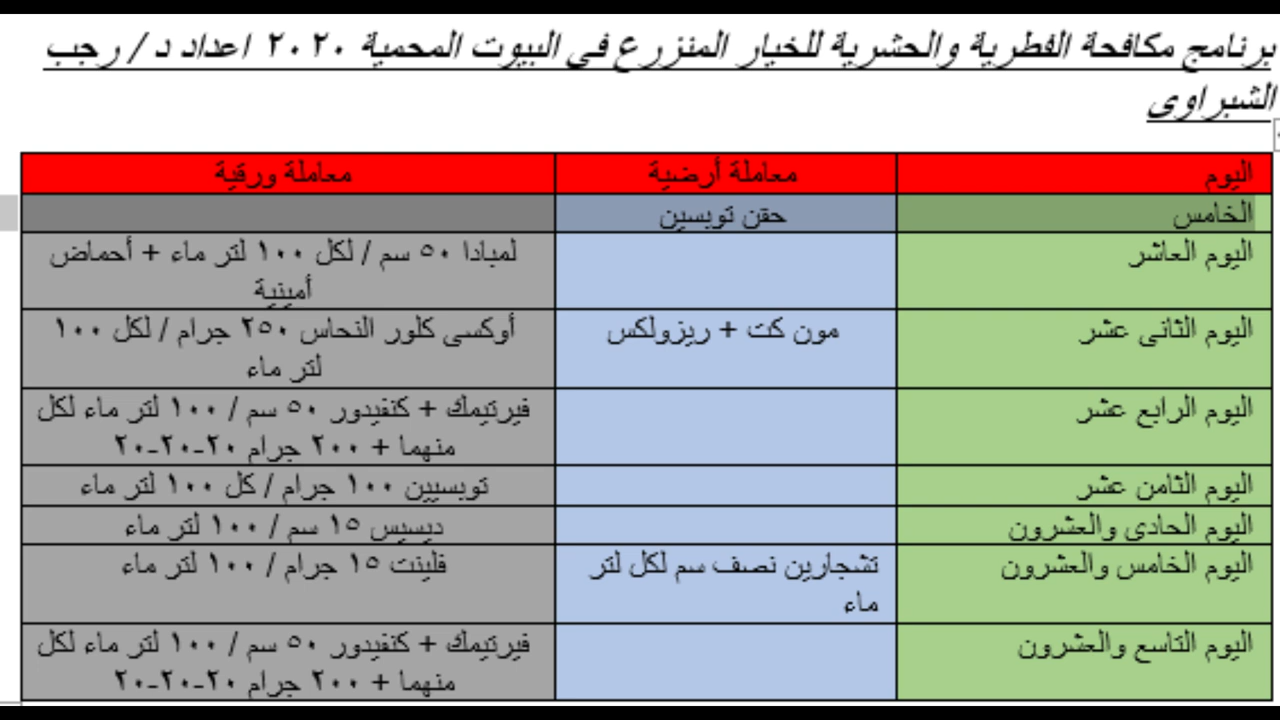 برنامج مكافحة الفطرية والحشرية للخيار المنزرع في البيوت المحمية ٢٠٢٠ اعداد د / رجب
الشبراوى
اليوم معاملة أرضية معاملة ورقية
الخامس حقن توبسين
اليوم العاشر لمبادا ٥٠ سم / لكل ١٠٠ لتر ماء + أحماض
أمينية
اليوم الثانى عشر مون كت + ريزولكس أوكسى كلور النحاس ٢٥٠ جرام / لكل ١٠٠
لتر ماء
اليوم الرابع عشر فيرتيمك + كنفيدور ٥٠ سم / ١٠٠ لتر ماء لكل
منهما + ٢٠٠ جرام ٢٠-٢٠-٢٠
اليوم الثامن عشر توبسيين ١٠٠ جرام / كل ١٠٠ لتر ماء
اليوم الحادى والعشرون ديسيس ١٥ سم / ١٠٠ لتر ماء
اليوم الخامس والعشرون تشجارين نصف سم لكل لتر فلينت ١٥ جرام / ١٠٠ لتر ماء
ماء
اليوم التاسع والعشرون فيرتيمك + كنفيدور ٥٠ سم / ١٠٠ لتر ماء لكل
منهما + ٢٠٠ جرام ٢٠-٢٠-٢٠